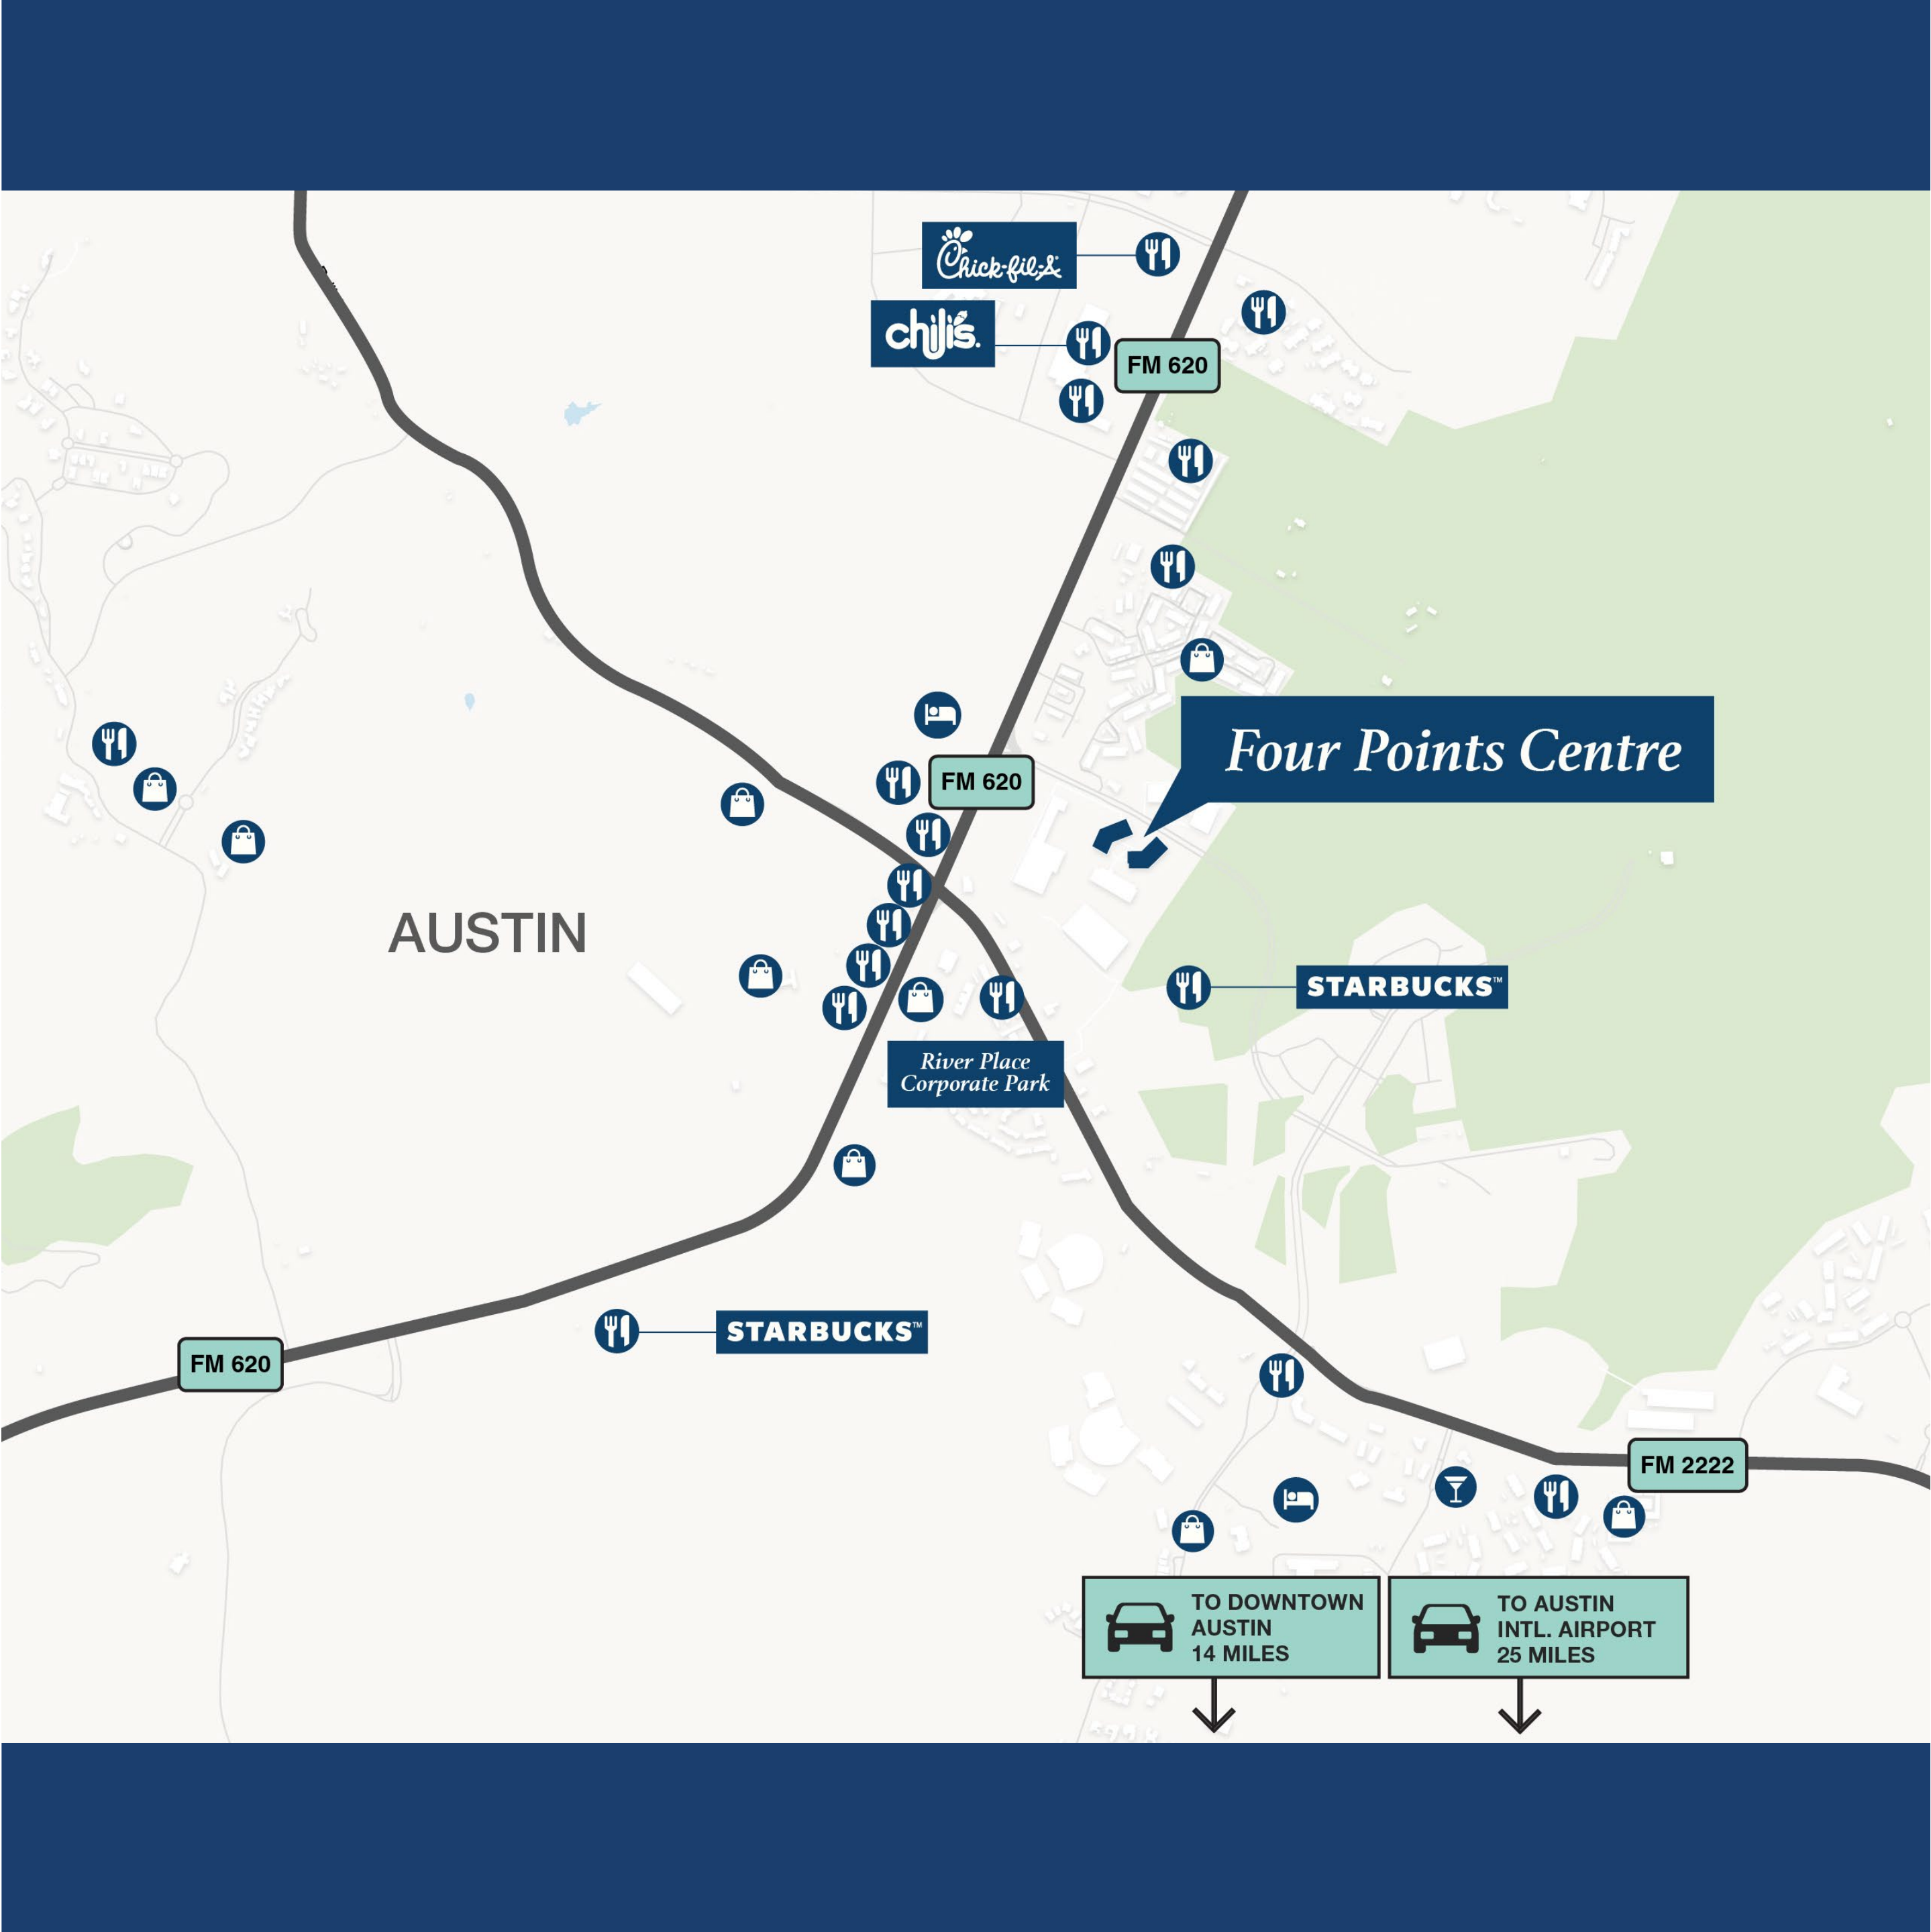 Chick-fil-A
chili's.
FM 620
Four Points Centre
FM 620
AUSTIN
STARBUCKS™
River Place
Corporate Park
STARBUCKS™
FM 620
FM 2222
TO DOWNTOWN
AUSTIN
14 MILES
TO AUSTIN
INTL. AIRPORT
25 MILES